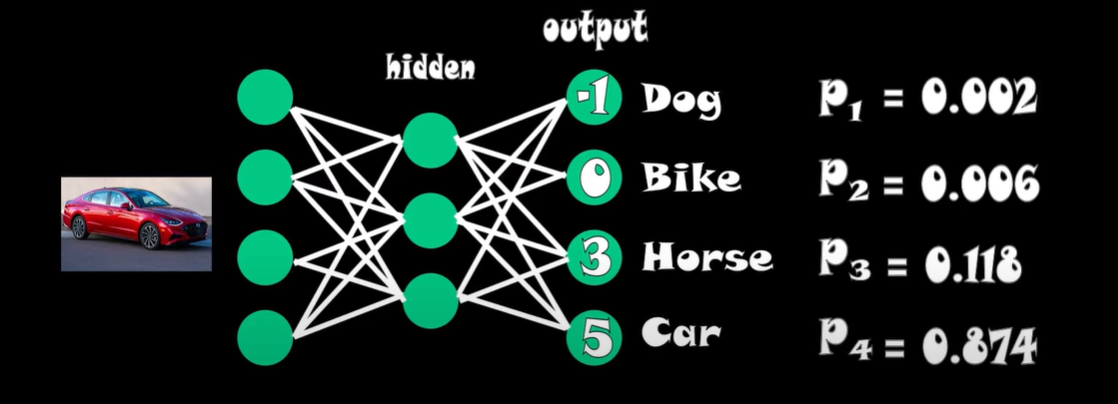 output
hidden
-1 Dog p₁ = 0.002
0 Bike p₂ = 0.006
3 Horse p₃ = 0.118
5 Car p₄ = 0.874